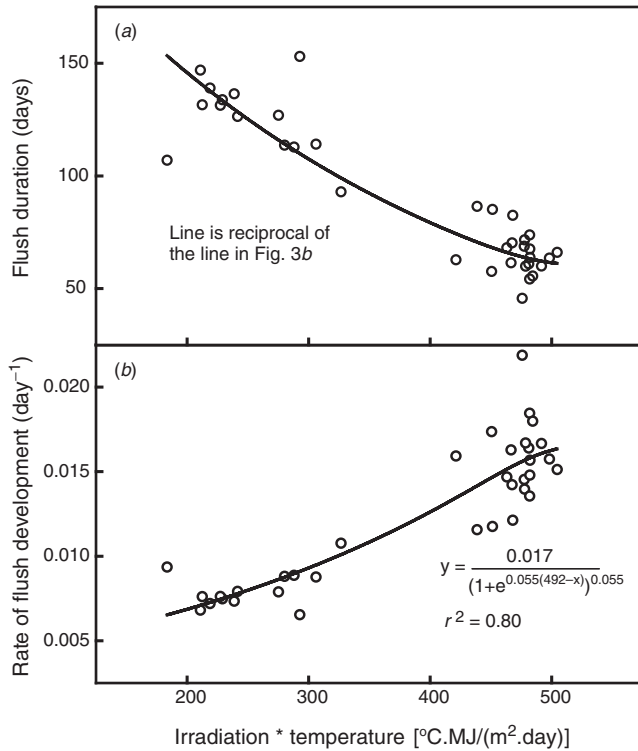 (a)
150
100
50
Flush duration (days)
Line is reciprocal of
the line in Fig. 3b
(b)
0.020
0.015
0.010
0.005
Rate of flush development (day⁻¹)
y = 0.017 / (1+e^0.055(492–x))^0.055
r² = 0.80
200 300 400 500
Irradiation * temperature [°C.MJ/(m².day)]